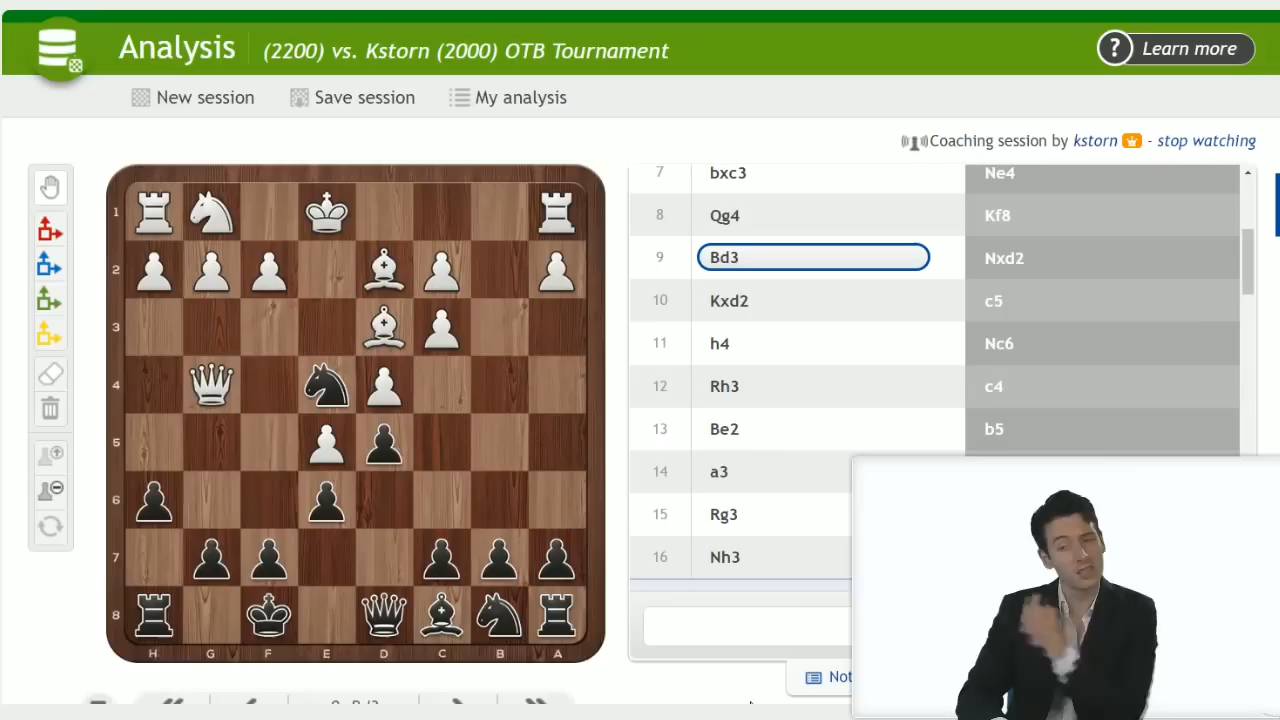 Analysis (2200) vs. Kstorn (2000) OTB Tournament
? Learn more
New session Save session My analysis
Coaching session by kstorn - stop watching
7 bxc3 Ne4
8 Qg4 Kf8
9 Bd3 Nxd2
10 Kxd2 c5
11 h4 Nc6
12 Rh3 c4
13 Be2 b5
14 a3
15 Rg3
16 Nh3
1
2
3
4
5
6
7
8
H G F E D C B A
Not